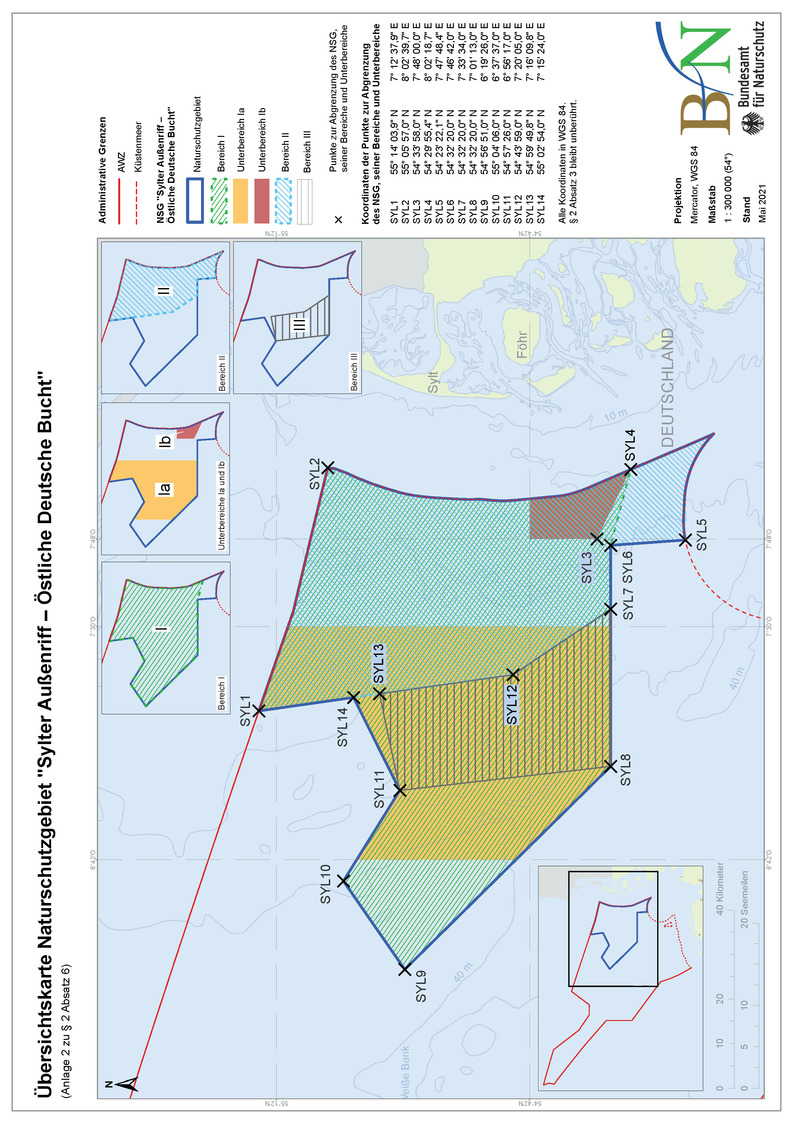 Übersichtskarte Naturschutzgebiet "Sylter Außenriff – Östliche Deutsche Bucht"
(Anlage 2 zu § 2 Absatz 6)
N
Bereich I
I
Unterbereiche Ia und Ib
Ia
Ib
Bereich II
II
Bereich III
III
6°42'O
7°30'O
7°48'O
55°12'N
54°42'N
SYL1
SYL2
SYL3
SYL4
SYL5
SYL6
SYL7
SYL8
SYL9
SYL10
SYL11
SYL12
SYL13
SYL14
Sylt
Föhr
DEUTSCHLAND
10 m
40 m
40 m
Weiße Bank
6°42'O
7°30'O
7°48'O
55°12'N
54°42'N
0 10 20 40 Kilometer
0 5 10 20 Seemeilen
Administrative Grenzen
AWZ
Küstenmeer
NSG "Sylter Außenriff –
Östliche Deutsche Bucht"
Naturschutzgebiet
Bereich I
Unterbereich Ia
Unterbereich Ib
Bereich II
Bereich III
Punkte zur Abgrenzung des NSG,
seiner Bereiche und Unterbereiche
Koordinaten der Punkte zur Abgrenzung
des NSG, seiner Bereiche und Unterbereiche
SYL1 55° 14' 03,9" N 7° 12' 37,9" E
SYL2 55° 05' 57,0" N 8° 02' 39,7" E
SYL3 54° 33' 58,0" N 7° 48' 00,0" E
SYL4 54° 29' 55,4" N 8° 02' 18,7" E
SYL5 54° 23' 22,1" N 7° 47' 48,4" E
SYL6 54° 32' 20,0" N 7° 46' 42,0" E
SYL7 54° 32' 20,0" N 7° 33' 34,0" E
SYL8 54° 32' 20,0" N 7° 01' 13,0" E
SYL9 54° 56' 51,0" N 6° 19' 26,0" E
SYL10 55° 04' 06,0" N 6° 37' 37,0" E
SYL11 54° 57' 26,0" N 6° 56' 17,0" E
SYL12 54° 43' 59,0" N 7° 20' 05,0" E
SYL13 54° 59' 49,8" N 7° 16' 09,8" E
SYL14 55° 02' 54,0" N 7° 15' 24,0" E
Alle Koordinaten in WGS 84.
§ 2 Absatz 3 bleibt unberührt.
Projektion
Mercator, WGS 84
Maßstab
1 : 300 000 (54°)
Stand
Mai 2021
BfN
Bundesamt
für Naturschutz